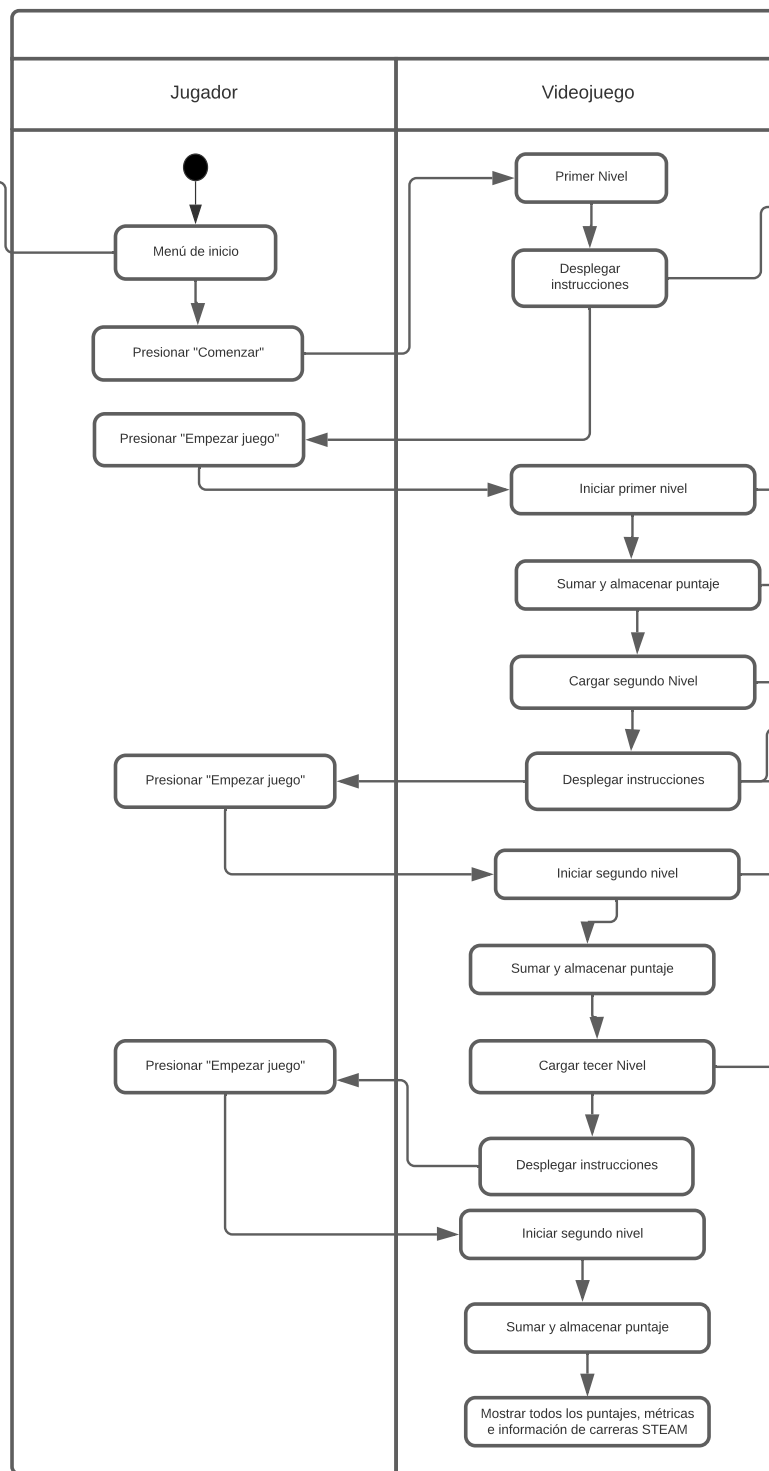 Jugador
Videojuego
Primer Nivel
Menú de inicio
Desplegar
instrucciones
Presionar "Comenzar"
Presionar "Empezar juego"
Iniciar primer nivel
Sumar y almacenar puntaje
Cargar segundo Nivel
Presionar "Empezar juego"
Desplegar instrucciones
Iniciar segundo nivel
Sumar y almacenar puntaje
Presionar "Empezar juego"
Cargar tecer Nivel
Desplegar instrucciones
Iniciar segundo nivel
Sumar y almacenar puntaje
Mostrar todos los puntajes, métricas
e información de carreras STEAM